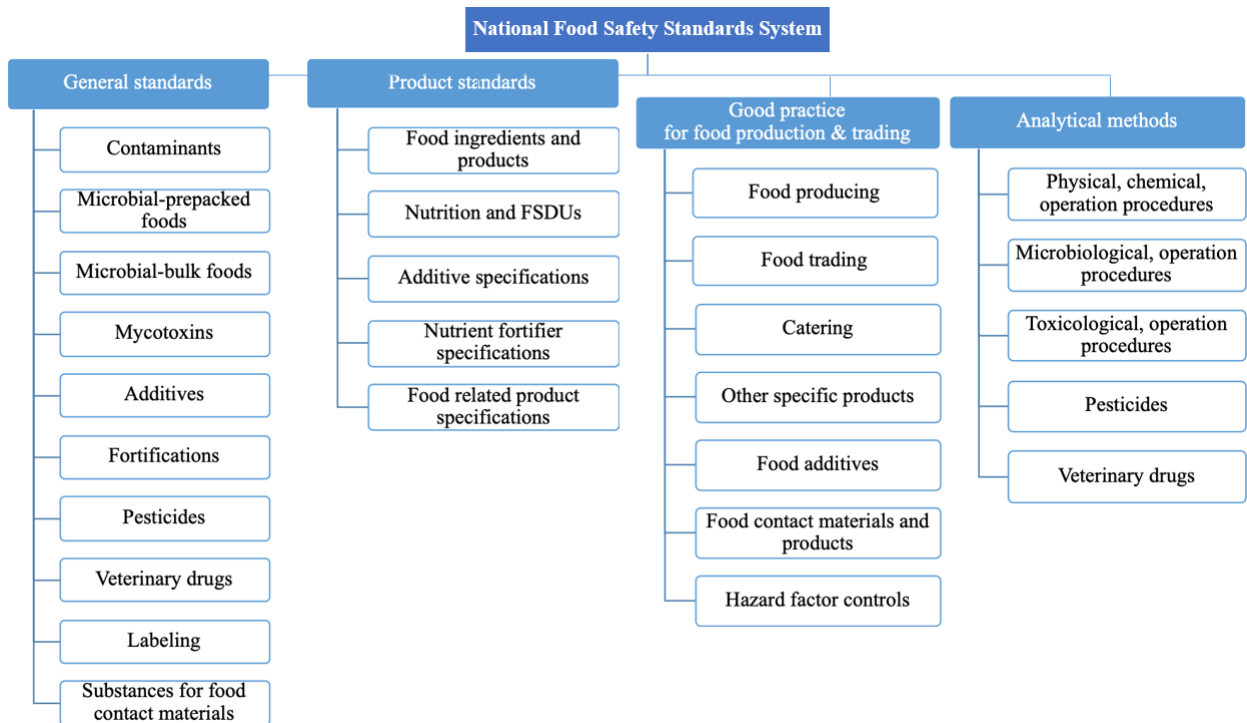 National Food Safety Standards System
General standards
Contaminants
Microbial-prepacked
foods
Microbial-bulk foods
Mycotoxins
Additives
Fortifications
Pesticides
Veterinary drugs
Labeling
Substances for food
contact materials
Product standards
Food ingredients and
products
Nutrition and FSDUs
Additive specifications
Nutrient fortifier
specifications
Food related product
specifications
Good practice
for food production & trading
Food producing
Food trading
Catering
Other specific products
Food additives
Food contact materials and
products
Hazard factor controls
Analytical methods
Physical, chemical,
operation procedures
Microbiological, operation
procedures
Toxicological, operation
procedures
Pesticides
Veterinary drugs